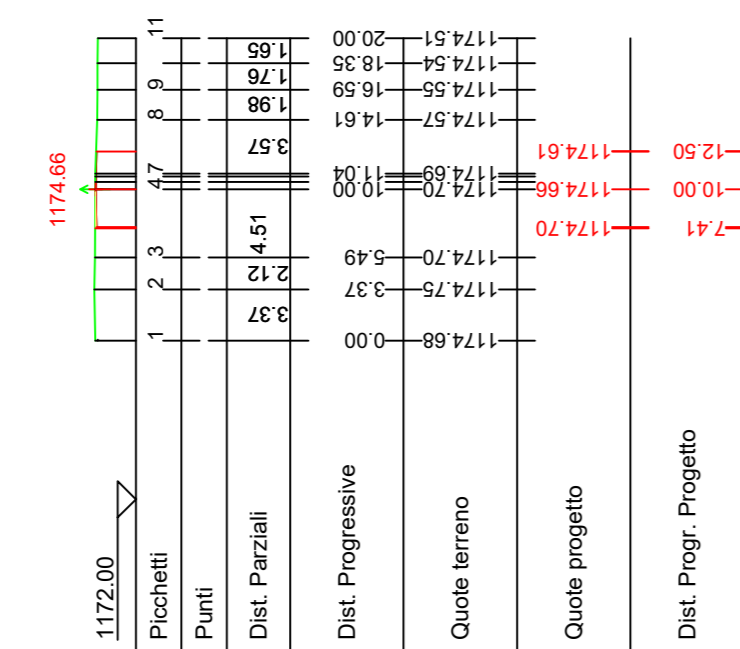 1174.66
1172.00
Picchetti 1 2 3 4 7 8 9 11
Punti
Dist. Parziali 3.37 2.12 4.51 3.57 1.98 1.76 1.65
Dist. Progressive 0.00 3.37 5.49 10.00 11.04 14.61 16.59 18.35 20.00
Quote terreno 1174.68 1174.75 1174.70 1174.70 1174.69 1174.57 1174.55 1174.54 1174.51
Quote progetto 1174.70 1174.66 1174.61
Dist. Progr. Progetto 7.41 10.00 12.50